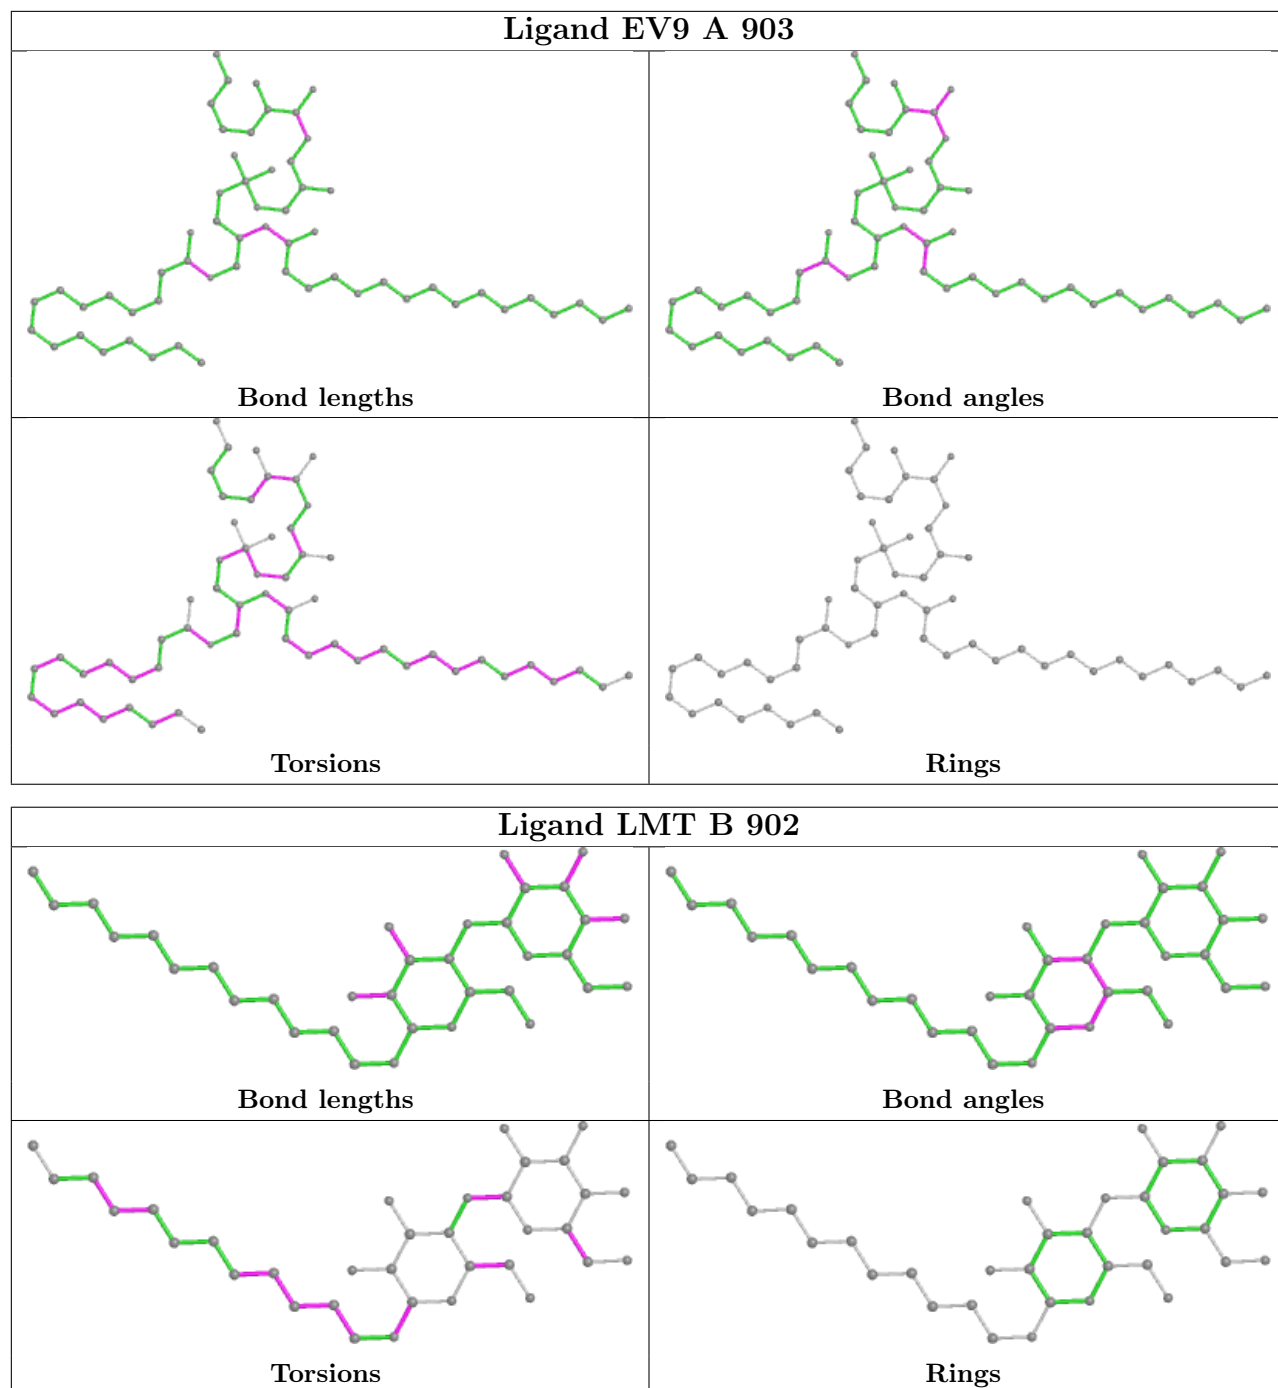 Ligand EV9 A 903
Bond lengths
Bond angles
Torsions
Rings
Ligand LMT B 902
Bond lengths
Bond angles
Torsions
Rings